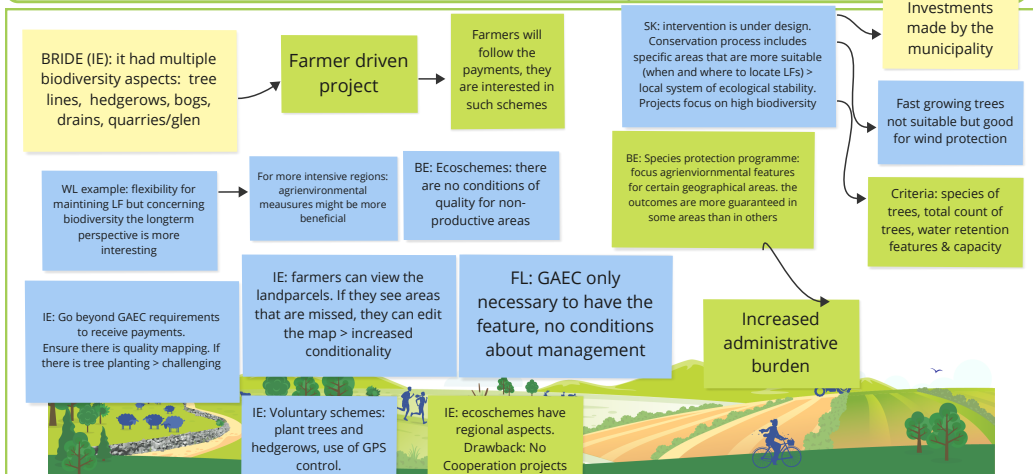 BRIDE (IE): it had multiple
biodiversity aspects: tree
lines, hedgerows, bogs,
drains, quarries/glen
Farmer driven
project
Farmers will
follow the
payments, they
are interested in
such schemes
SK: intervention is under design.
Conservation process includes
specific areas that are more suitable
(when and where to locate LFs) >
local system of ecological stability.
Projects focus on high biodiversity
Investments
made by the
municipality
Fast growing trees
not suitable but good
for wind protection
Criteria: species of
trees, total count of
trees, water retention
features & capacity
WL example: flexibility for
maintining LF but concerning
biodiversity the longterm
perspective is more
interesting
For more intensive regions:
agrienvironmental
meausures might be more
beneficial
BE: Ecoschemes: there
are no conditions of
quality for non-
productive areas
BE: Species protection programme:
focus agrienviornmental features
for certain geographical areas. the
outcomes are more guaranteed in
some areas than in others
IE: Go beyond GAEC requirements
to receive payments.
Ensure there is quality mapping. If
there is tree planting > challenging
IE: farmers can view the
landparcels. If they see areas
that are missed, they can edit
the map > increased
conditionality
FL: GAEC only
necessary to have the
feature, no conditions
about management
Increased
administrative
burden
IE: Voluntary schemes:
plant trees and
hedgerows, use of GPS
control.
IE: ecoschemes have
regional aspects.
Drawback: No
Cooperation projects